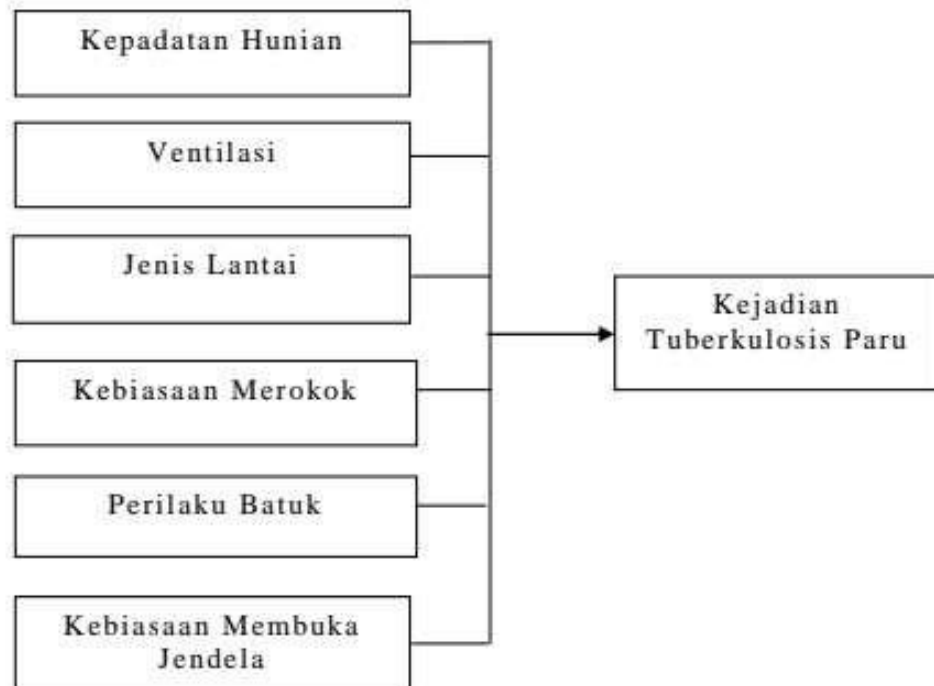 Kepadatan Hunian
Ventilasi
Jenis Lantai
Kebiasaan Merokok
Perilaku Batuk
Kebiasaan Membuka
Jendela
Kejadian
Tuberkulosis Paru